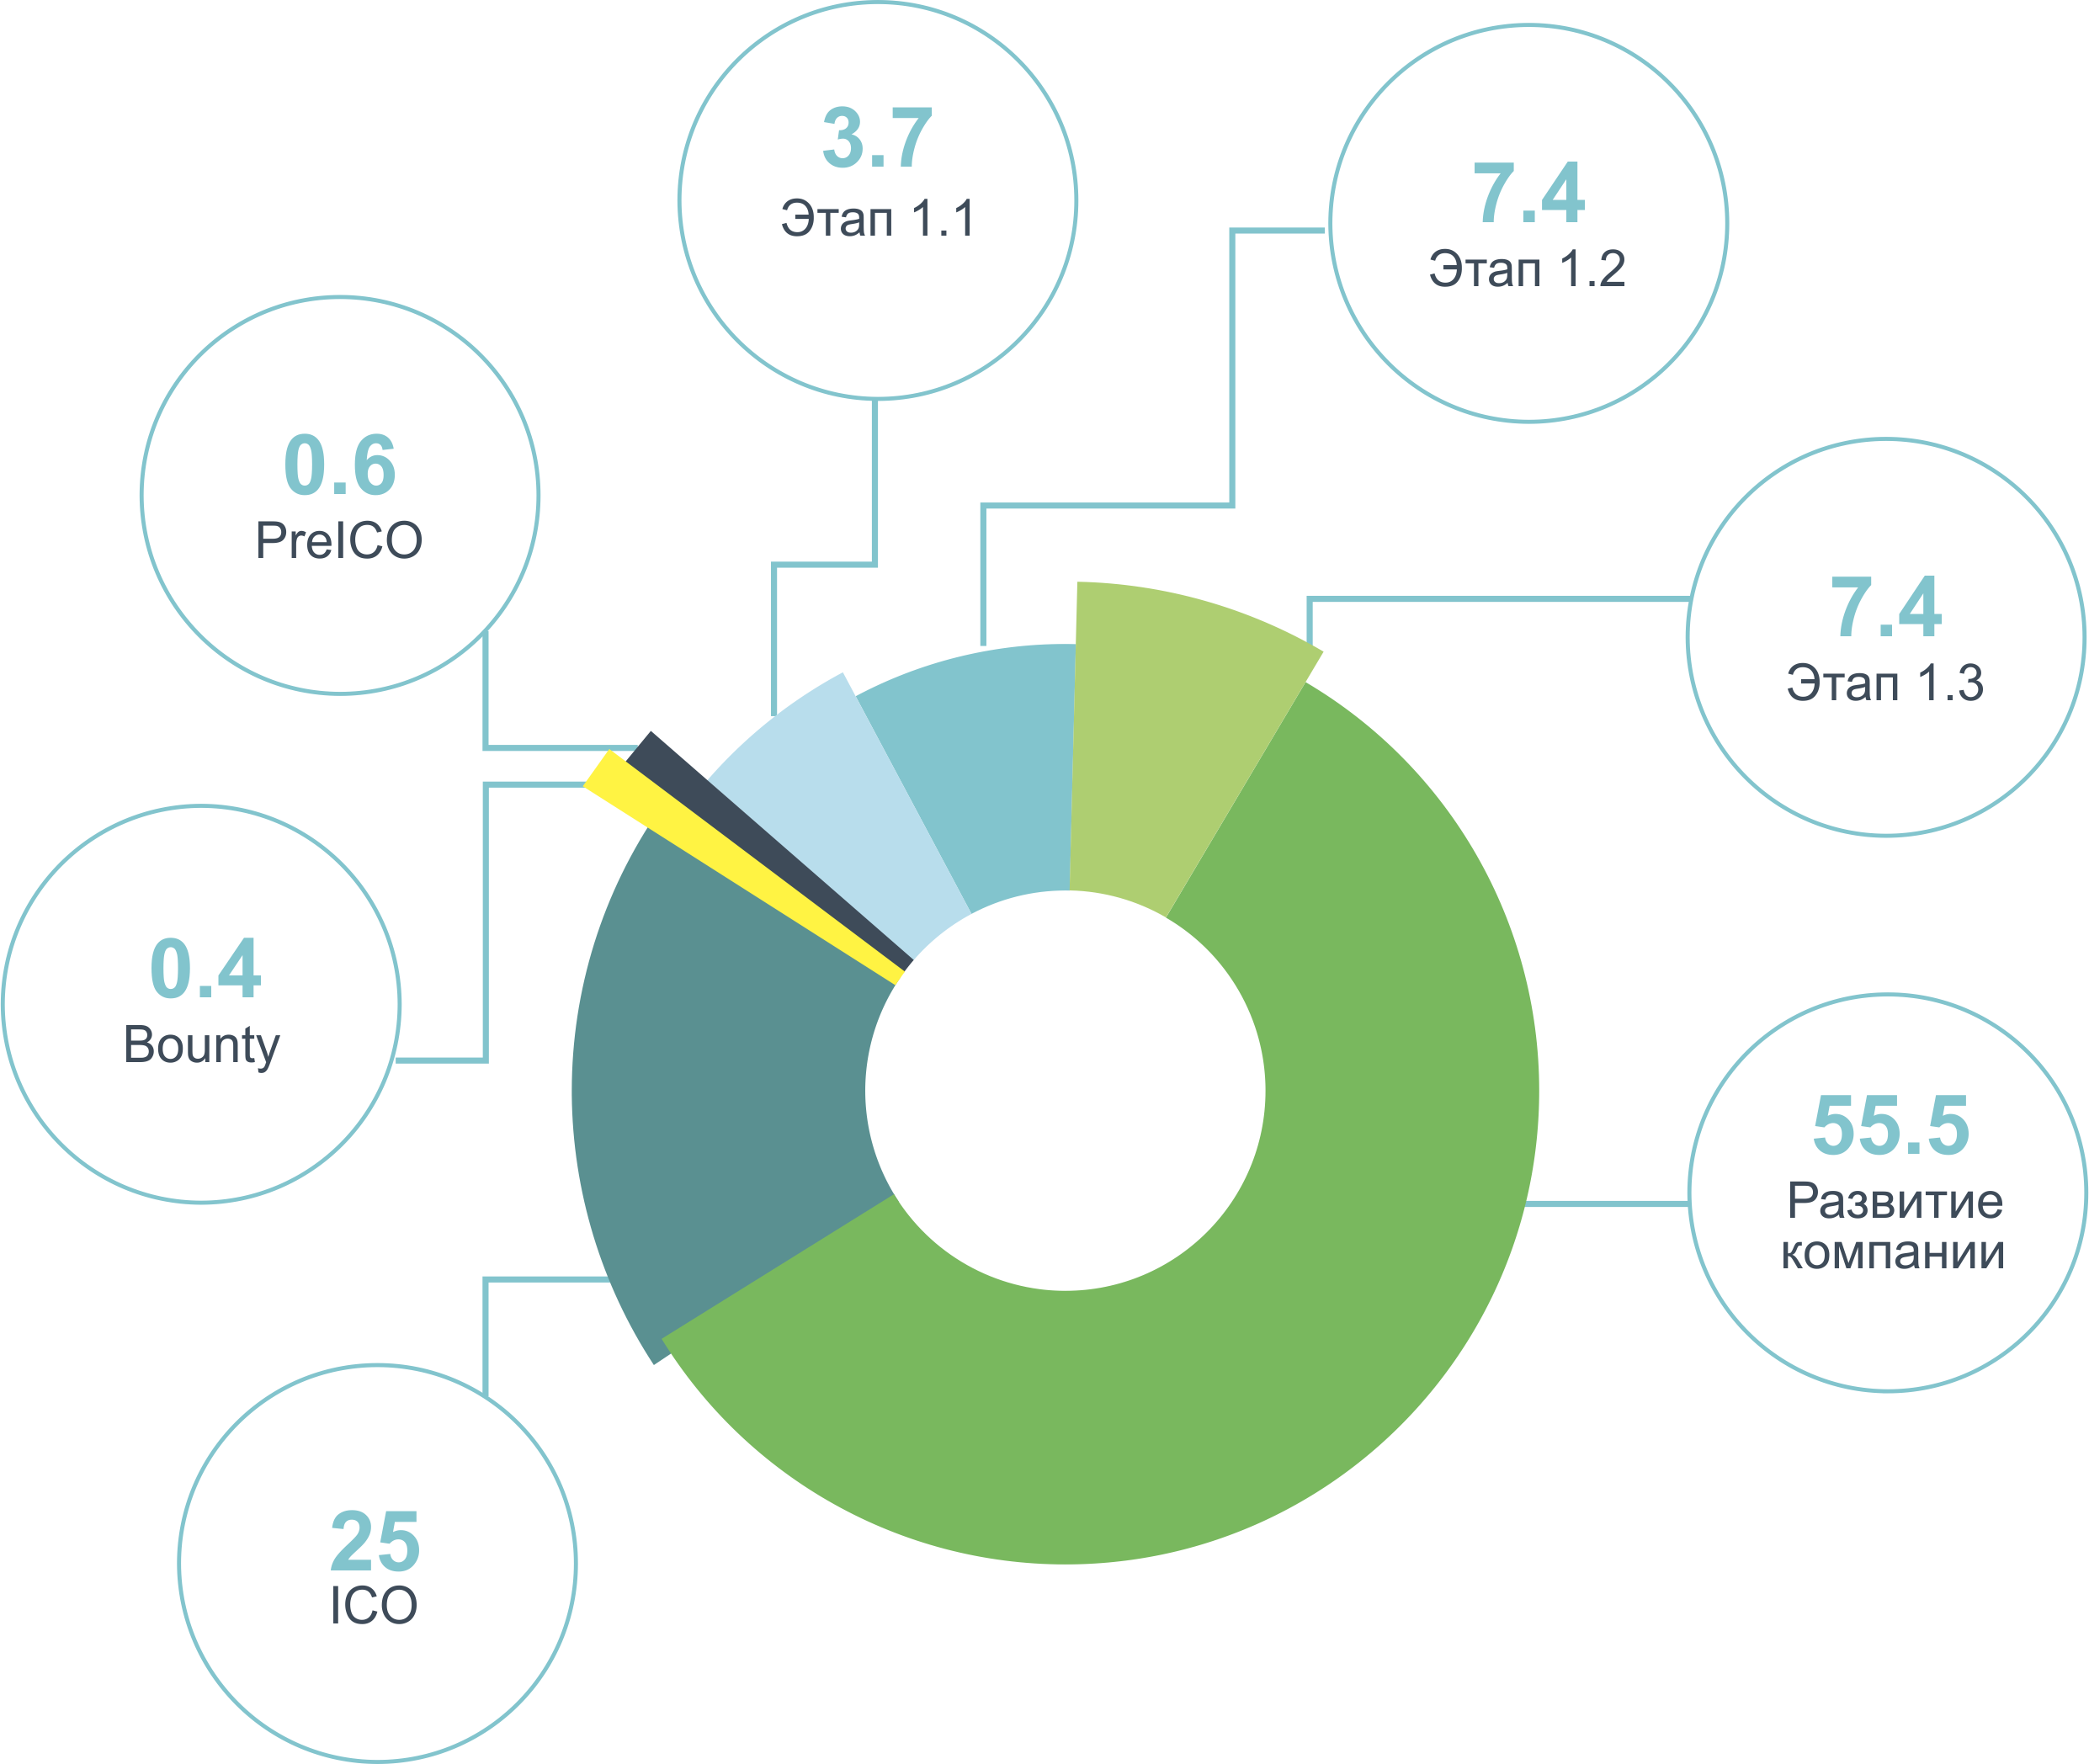 3.7
Этап 1.1
7.4
Этап 1.2
0.6
PreICO
7.4
Этап 1.3
0.4
Bounty
55.5
Развитие
компании
25
ICO